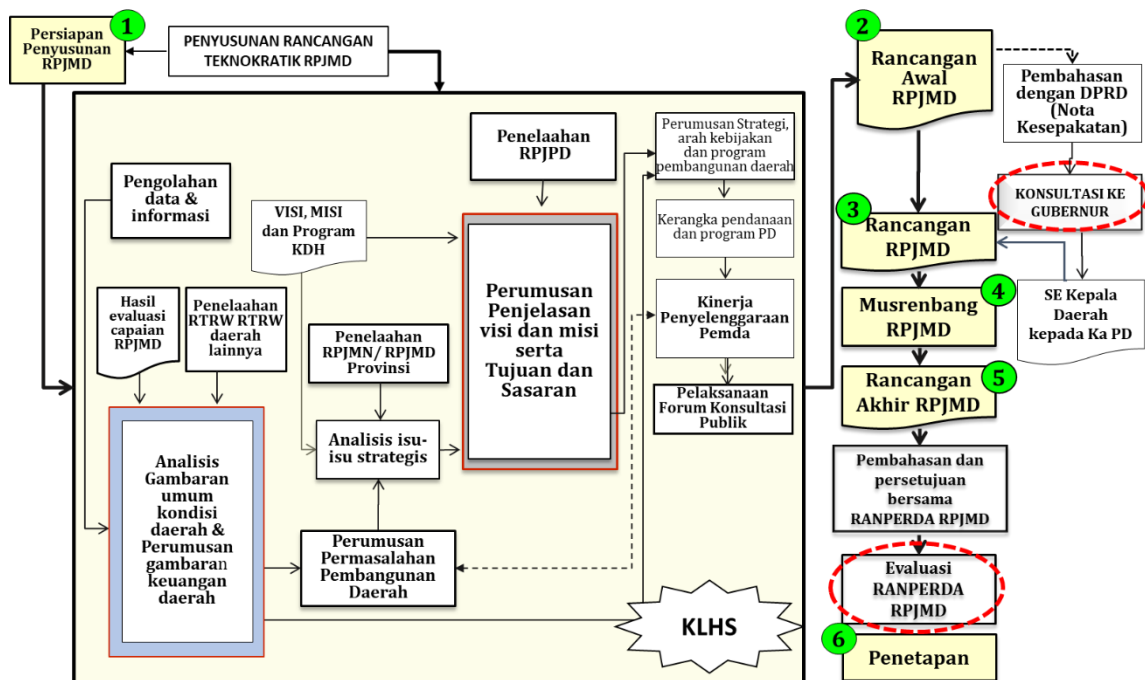 1
Persiapan
Penyusunan
RPJMD
PENYUSUNAN RANCANGAN
TEKNOKRATIK RPJMD
Pengolahan
data &
informasi
VISI, MISI
dan Program
KDH
Penelaahan
RPJPD
Perumusan Strategi,
arah kebijakan
dan program
pembangunan daerah
Kerangka pendanaan
dan program PD
Hasil
evaluasi
capaian
RPJMD
Penelaahan
RTRW RTRW
daerah
lainnya
Penelaahan
RPJMN/ RPJMD
Provinsi
Perumusan
Penjelasan
visi dan misi
serta
Tujuan dan
Sasaran
Kinerja
Penyelenggaraan
Pemda
Pelaksanaan
Forum Konsultasi
Publik
Analisis isu-
isu strategis
Analisis
Gambaran
umum
kondisi
daerah &
Perumusan
gambaran
keuangan
daerah
Perumusan
Permasalahan
Pembangunan
Daerah
KLHS
2
Rancangan
Awal
RPJMD
Pembahasan
dengan DPRD
(Nota
Kesepakatan)
KONSULTASI KE
GUBERNUR
3
Rancangan
RPJMD
SE Kepala
Daerah
kepada Ka PD
4
Musrenbang
RPJMD
5
Rancangan
Akhir RPJMD
Pembahasan dan
persetujuan
bersama
RANPERDA RPJMD
Evaluasi
RANPERDA
RPJMD
6
Penetapan